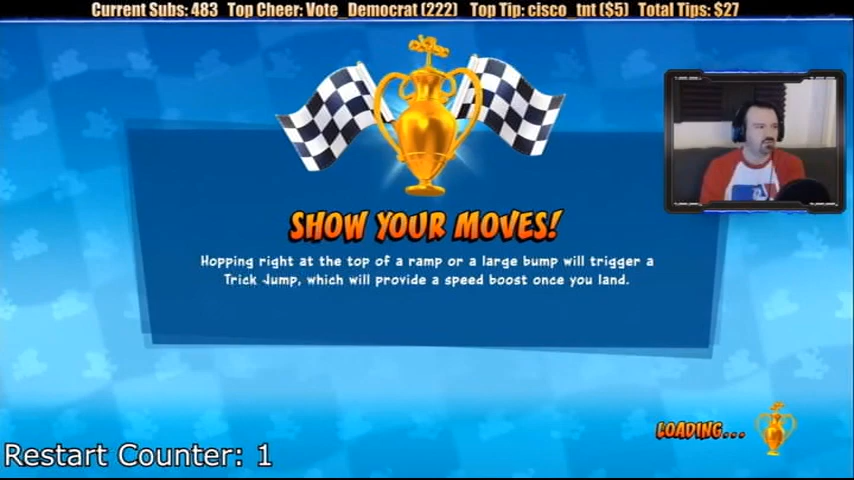 Current Subs: 483 Top Cheer: Vote_Democrat (222) Top Tip: cisco_tnt ($5) Total Tips: $27
SHOW YOUR MOVES!
Hopping right at the top of a ramp or a large bump will trigger a
Trick Jump, which will provide a speed boost once you land.
LOADING...
Restart Counter: 1